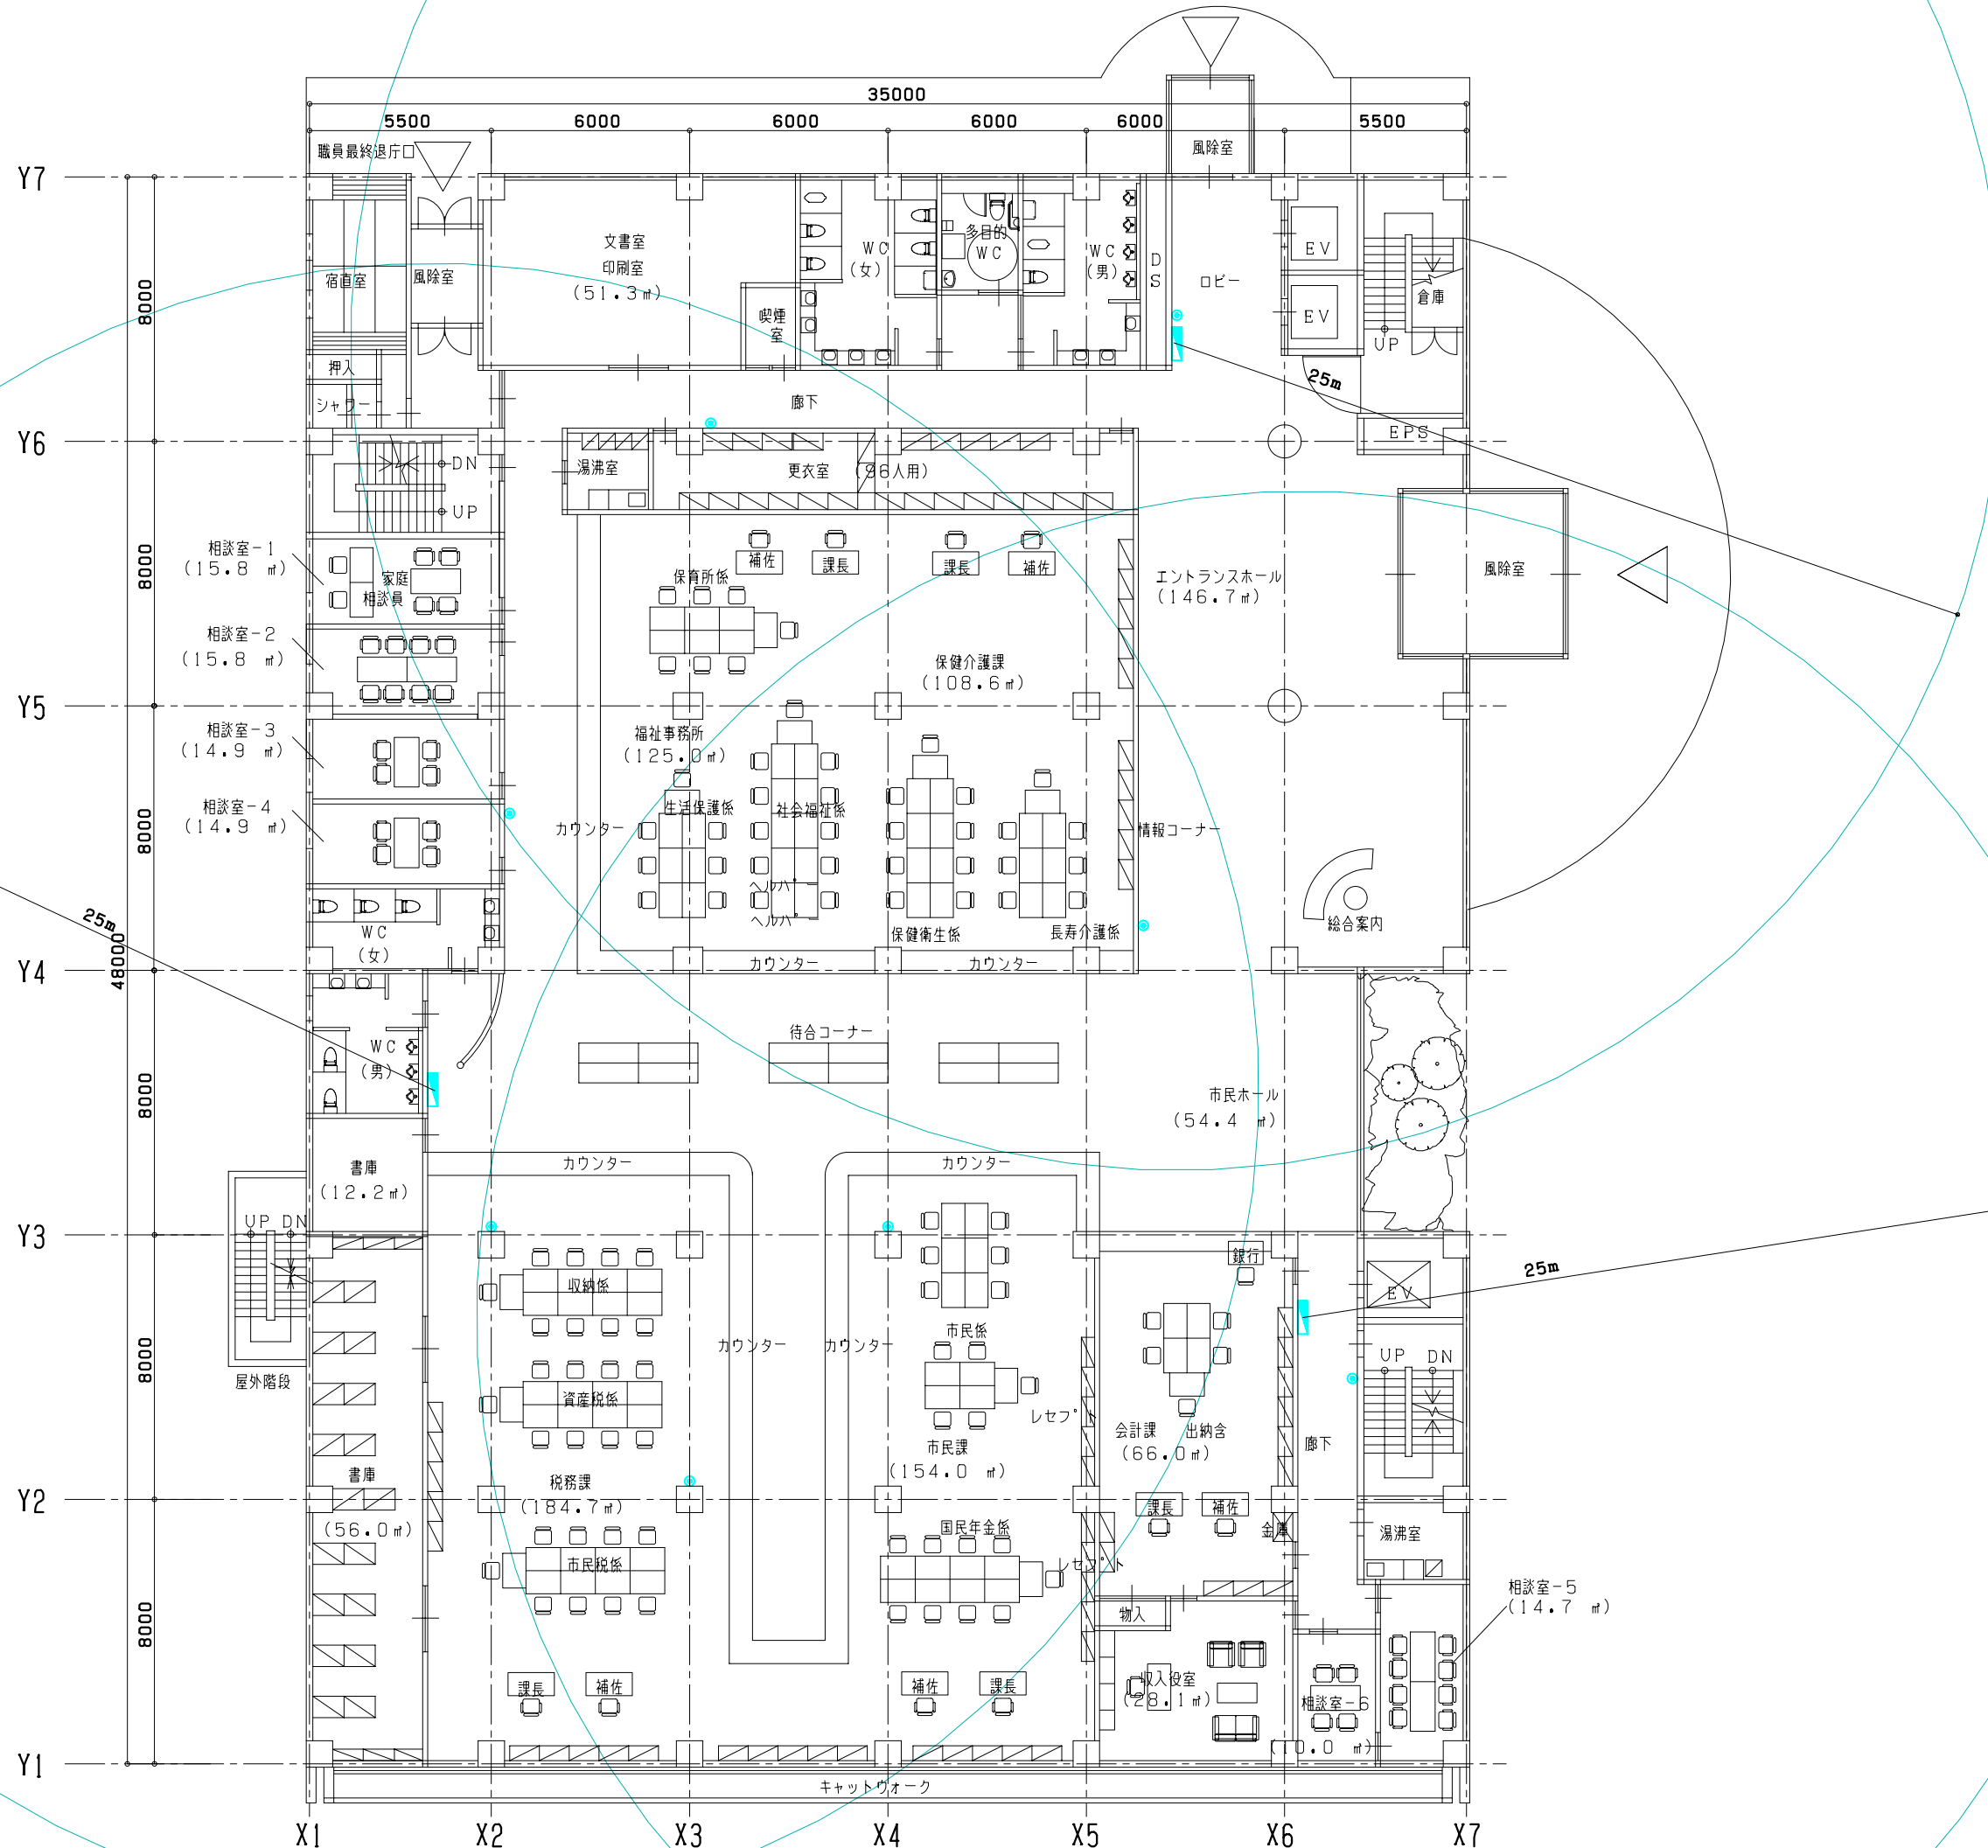 35000
5500
6000
6000
6000
6000
5500
職員最終退庁口
風除室
Y7
文書室
印刷室
(51.3㎡)
WC
(女)
多目的
WC
WC
(男)
DS
ロビー
EV
EV
倉庫
UP
宿直室
風除室
喫煙
室
8000
押入
シャワー
廊下
25m
EPS
Y6
DN
UP
湯沸室
更衣室
(96人用)
相談室-1
(15.8 ㎡)
家庭
相談員
補佐
課長
課長
補佐
保育所係
エントランスホール
(146.7㎡)
風除室
8000
相談室-2
(15.8 ㎡)
保健介護課
(108.6㎡)
Y5
相談室-3
(14.9 ㎡)
福祉事務所
(125.0㎡)
相談室-4
(14.9 ㎡)
生活保護係
社会福祉係
カウンター
情報コーナー
8000
ヘルパー
ヘルパー
保健衛生係
長寿介護係
総合案内
25m
48000
WC
(女)
カウンター
カウンター
Y4
待合コーナー
WC
(男)
市民ホール
(54.4 ㎡)
8000
カウンター
カウンター
書庫
(12.2㎡)
UP
DN
Y3
銀行
25m
収納係
EV
市民係
カウンター
カウンター
UP
DN
8000
屋外階段
資産税係
レセプト
会計課
出納含
(66.0㎡)
廊下
市民課
(154.0 ㎡)
書庫
(56.0㎡)
税務課
(184.7㎡)
Y2
課長
補佐
金庫
湯沸室
国民年金係
市民税係
レセプト
相談室-5
(14.7 ㎡)
物入
8000
収入役室
(28.1㎡)
課長
補佐
補佐
課長
相談室-6
(10.0 ㎡)
Y1
キャットウォーク
X1
X2
X3
X4
X5
X6
X7